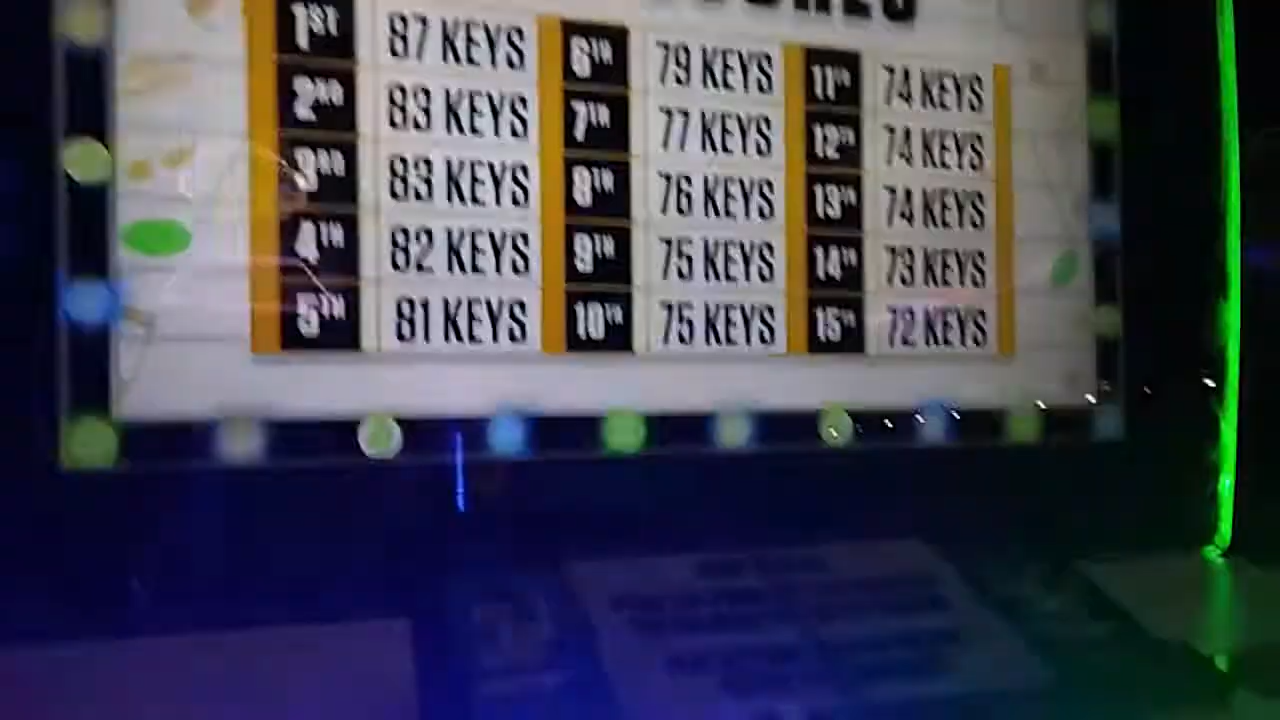 1ST 87 KEYS 6TH 79 KEYS 11TH 74 KEYS
2ND 83 KEYS 7TH 77 KEYS 12TH 74 KEYS
3RD 83 KEYS 8TH 76 KEYS 13TH 74 KEYS
4TH 82 KEYS 9TH 75 KEYS 14TH 73 KEYS
5TH 81 KEYS 10TH 75 KEYS 15TH 72 KEYS